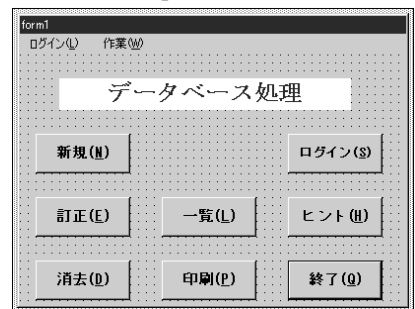 form1
ログイン(L) 作業(W)
データベース処理
新規(N) ログイン(S)
訂正(E) 一覧(L) ヒント(H)
消去(D) 印刷(P) 終了(Q)